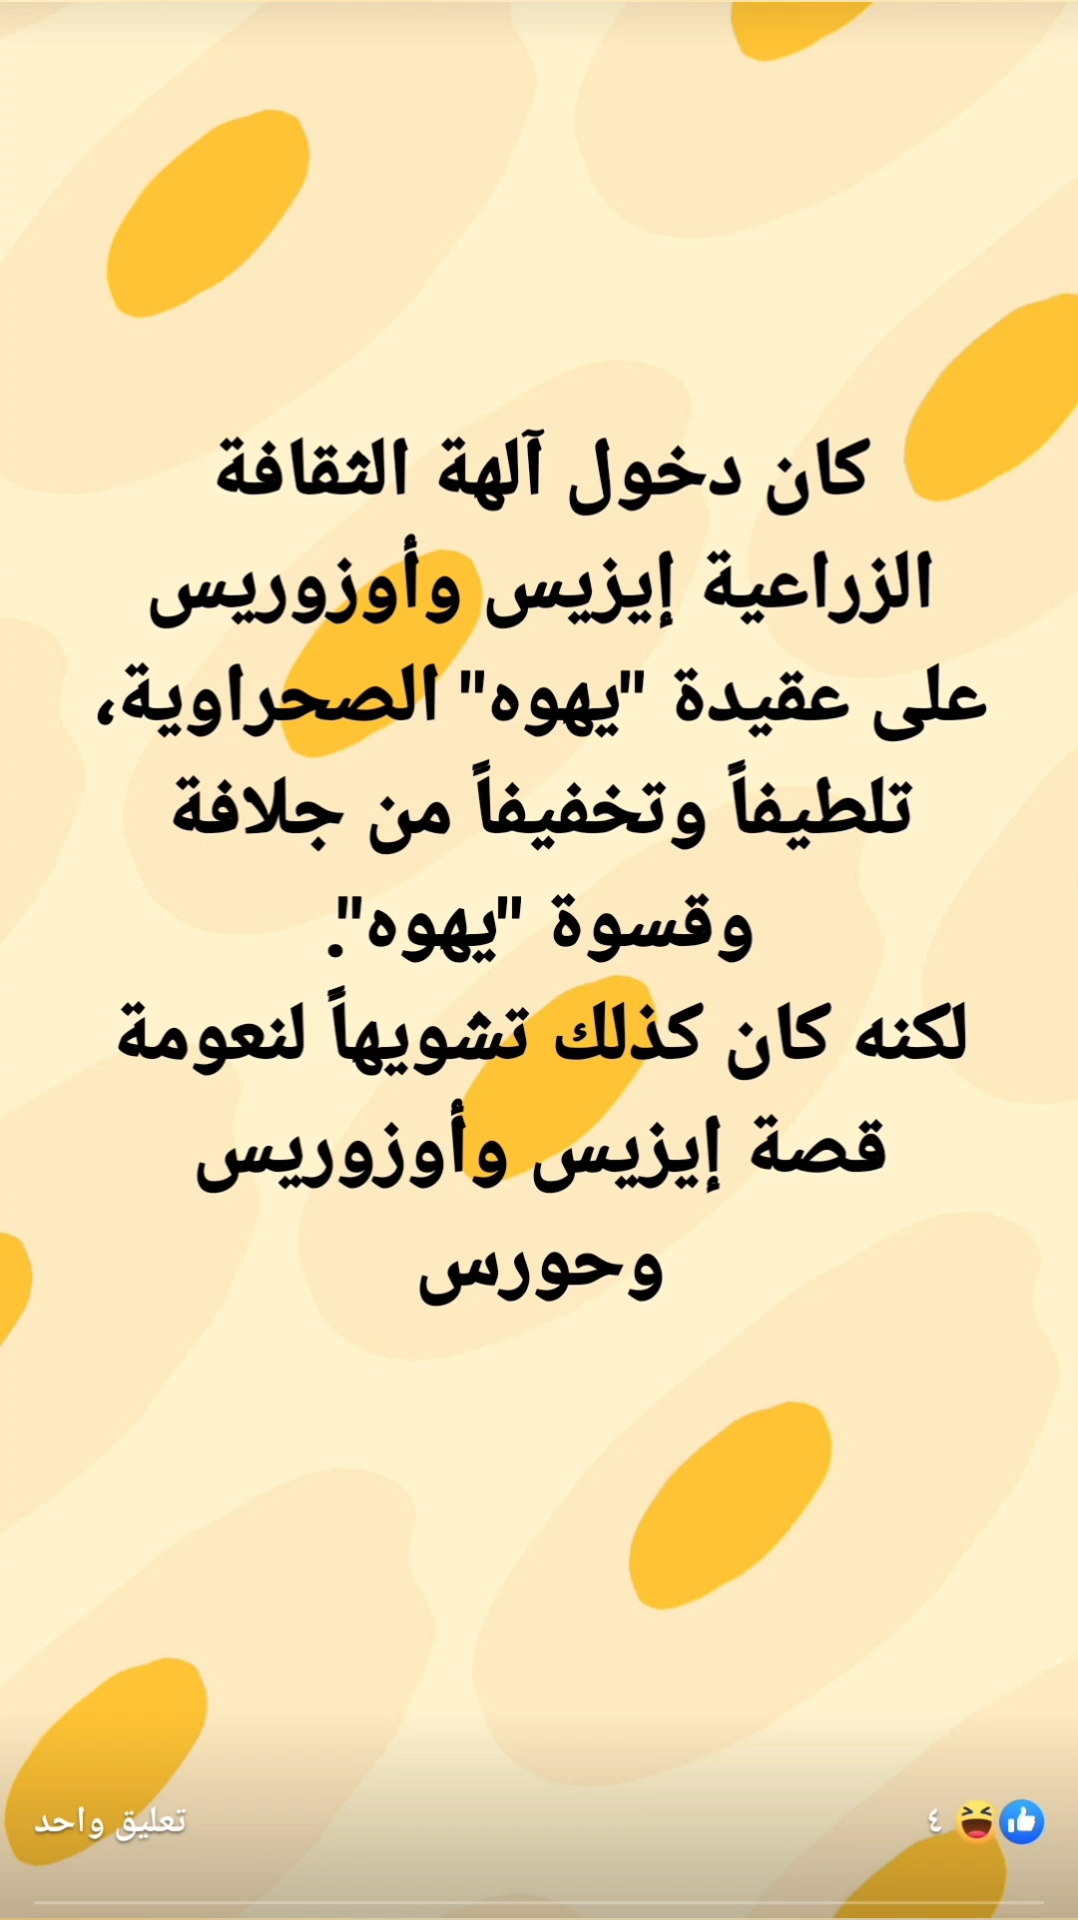 كان دخول آلهة الثقافة
الزراعية إيزيس وأوزوريس
على عقيدة "يهوه" الصحراوية،
تلطيفاً وتخفيفاً من جلافة
وقسوة "يهوه".
لكنه كان كذلك تشويهاً لنعومة
قصة إيزيس وأوزوريس
وحورس
٤
تعليق واحد